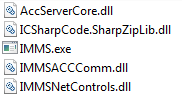 AccServerCore.dll
ICSharpCode.SharpZipLib.dll
IMMS.exe
IMMSACCComm.dll
IMMSNetControls.dll